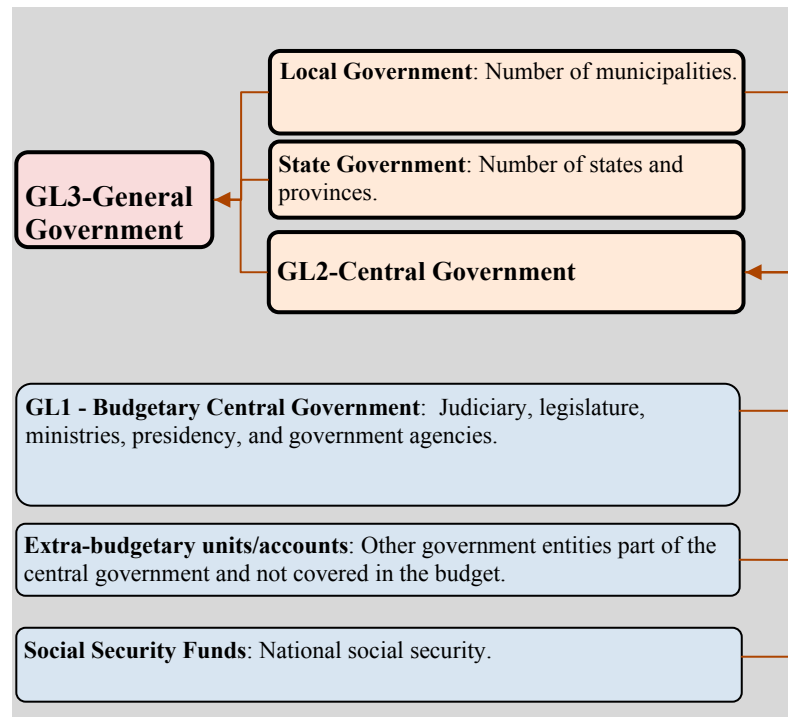 Local Government: Number of municipalities.
State Government: Number of states and
provinces.
GL3-General
Government
GL2-Central Government
GL1 - Budgetary Central Government:  Judiciary, legislature,
ministries, presidency, and government agencies.
Extra-budgetary units/accounts: Other government entities part of the
central government and not covered in the budget.
Social Security Funds: National social security.